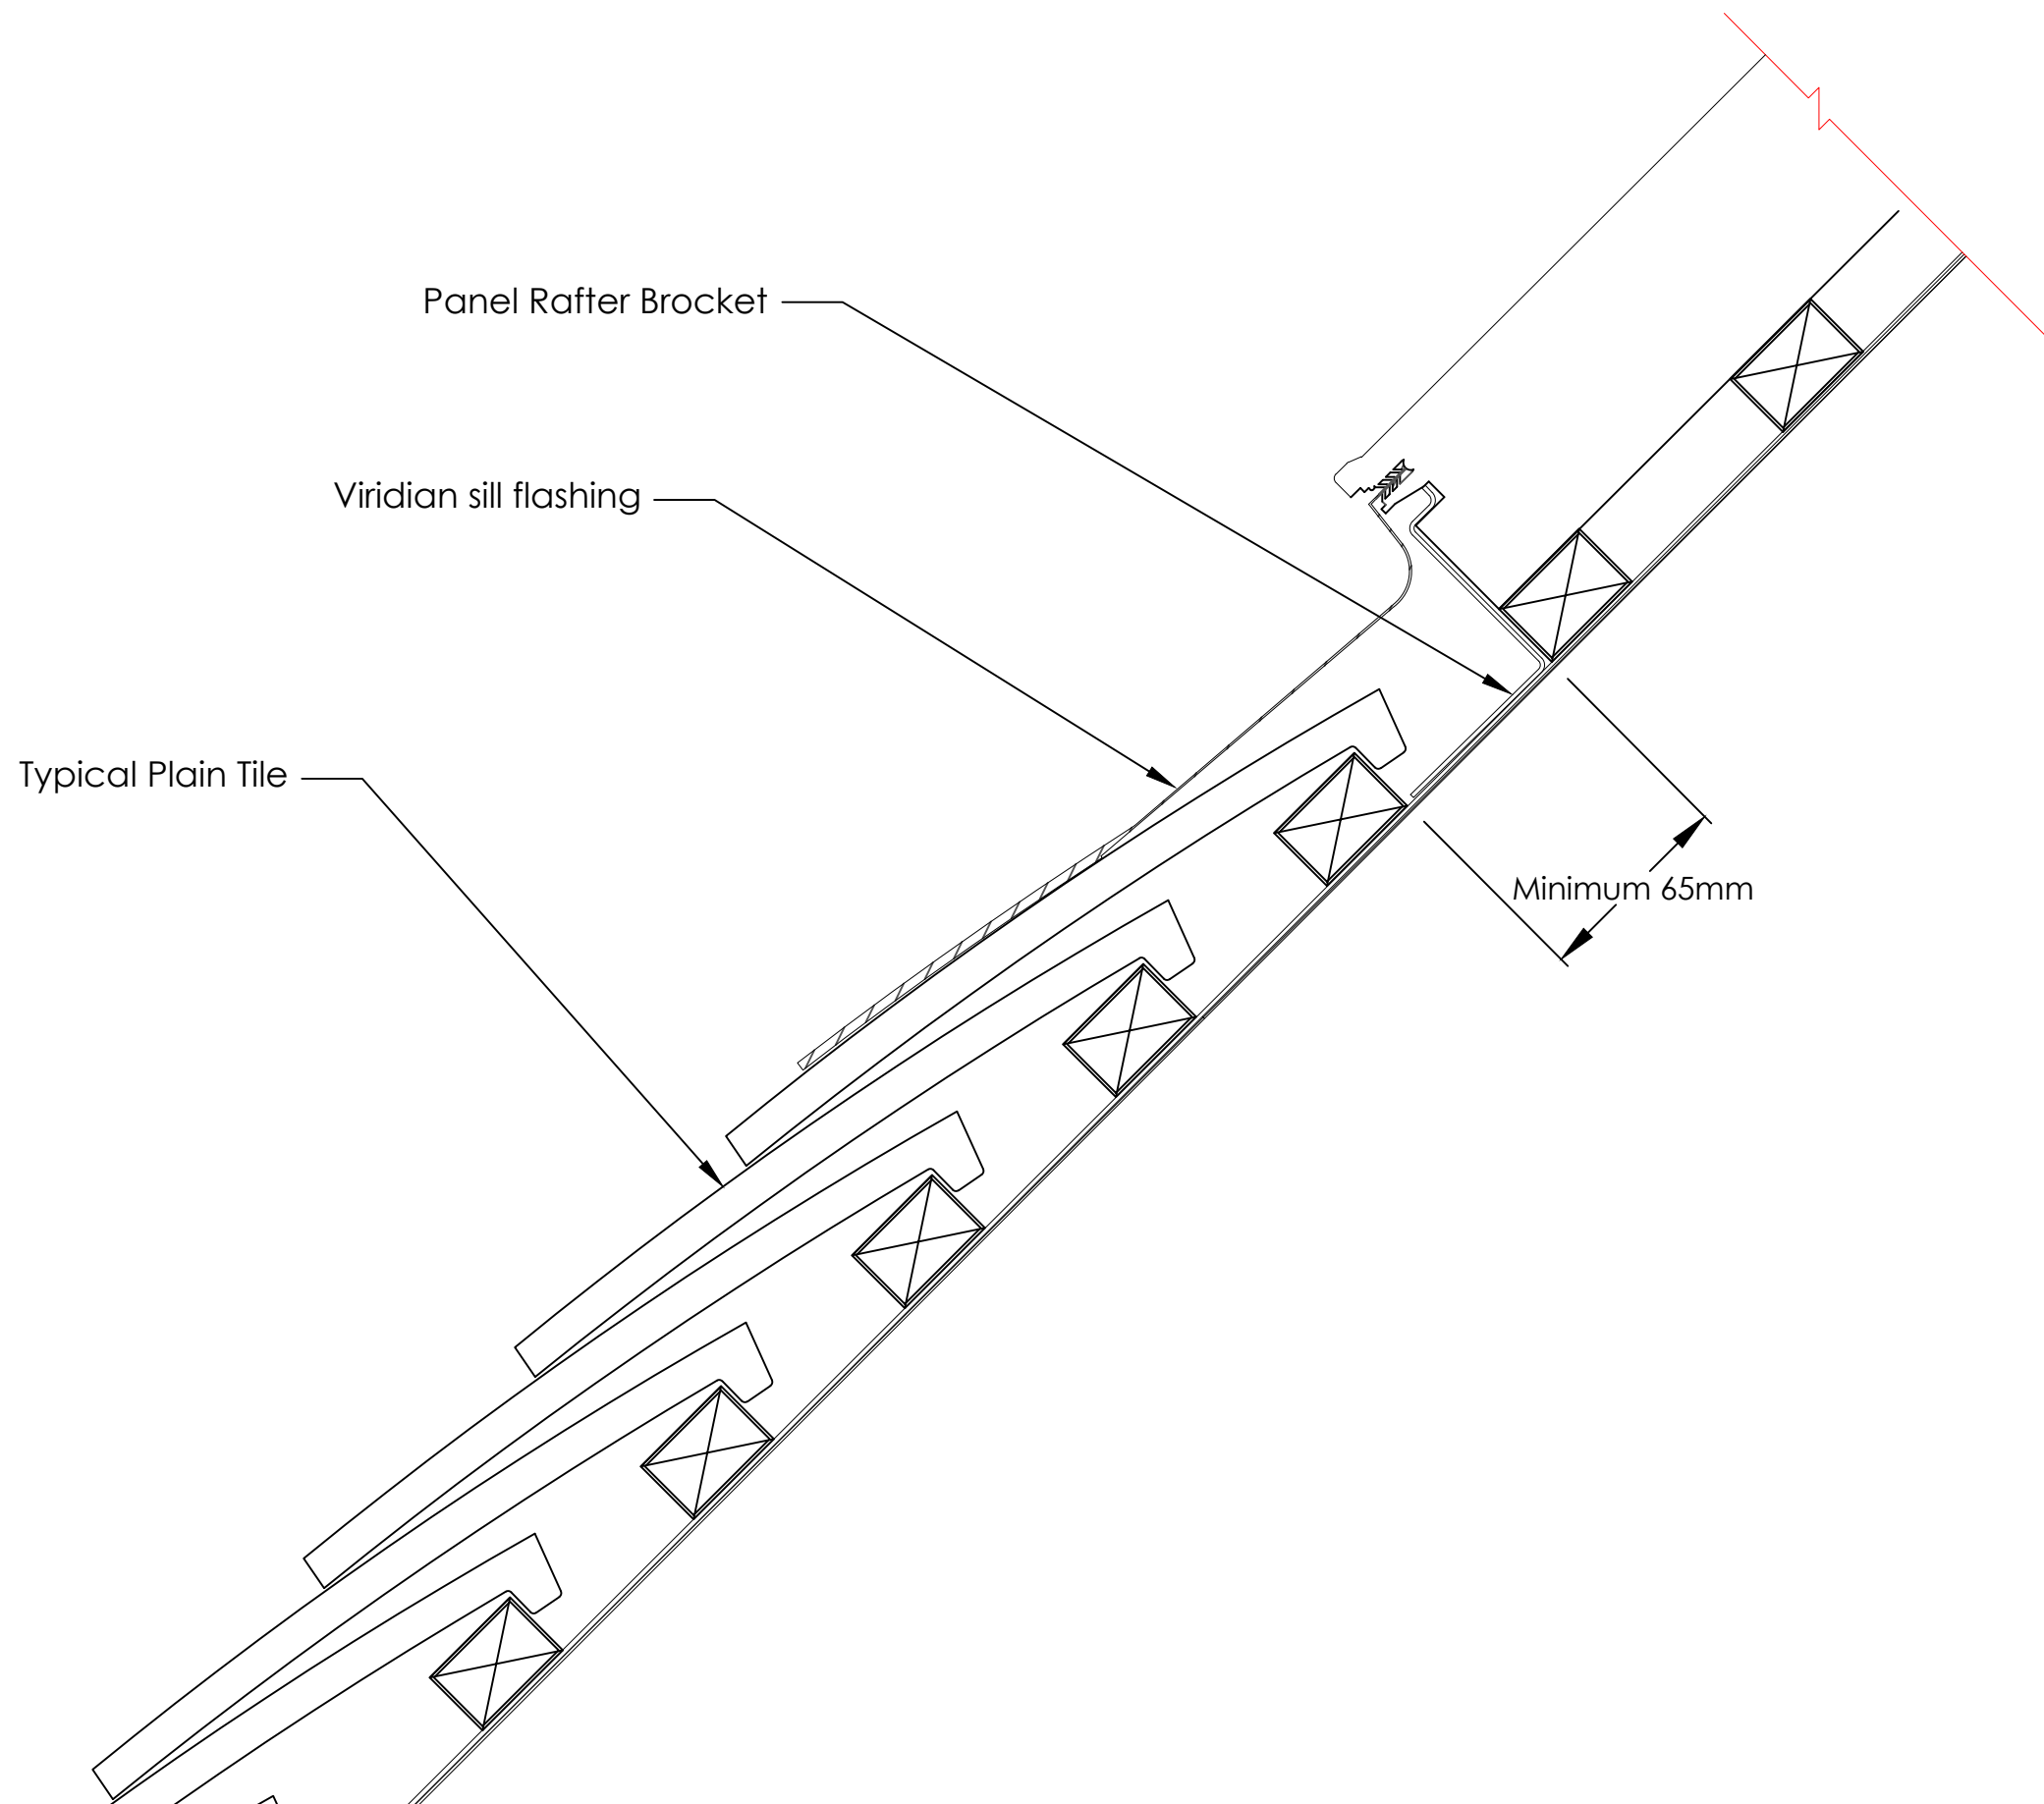 Panel Rafter Brocket
Viridian sill flashing
Typical Plain Tile
Minimum 65mm